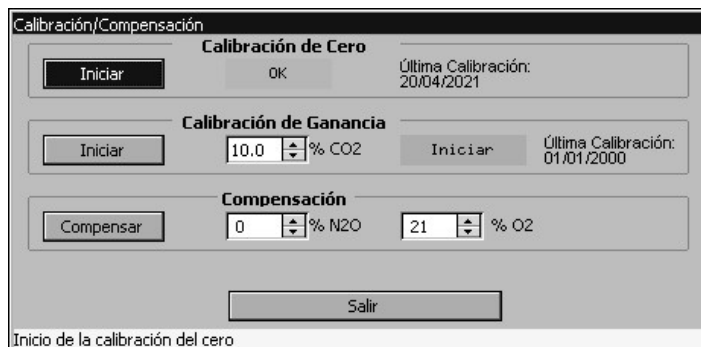 Calibración/Compensación
Calibración de Cero
Iniciar OK Última Calibración:
20/04/2021
Calibración de Ganancia
Iniciar 10.0 % CO2 Iniciar Última Calibración:
01/01/2000
Compensación
Compensar 0 % N2O 21 % O2
Salir
Inicio de la calibración del cero